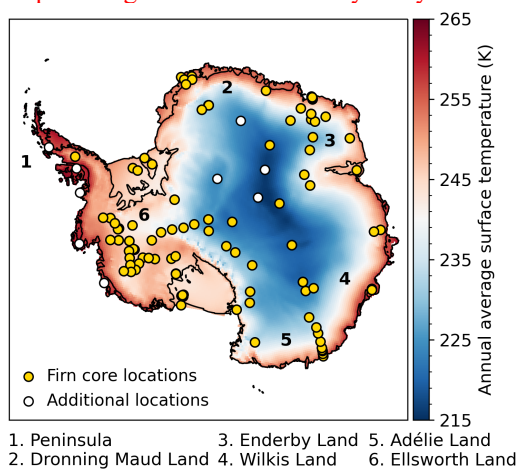 265
255
245
235
225
215
Annual average surface temperature (K)
1
2
3
4
5
6
Firn core locations
Additional locations
1. Peninsula 3. Enderby Land 5. Adélie Land
2. Dronning Maud Land 4. Wilkis Land 6. Ellsworth Land